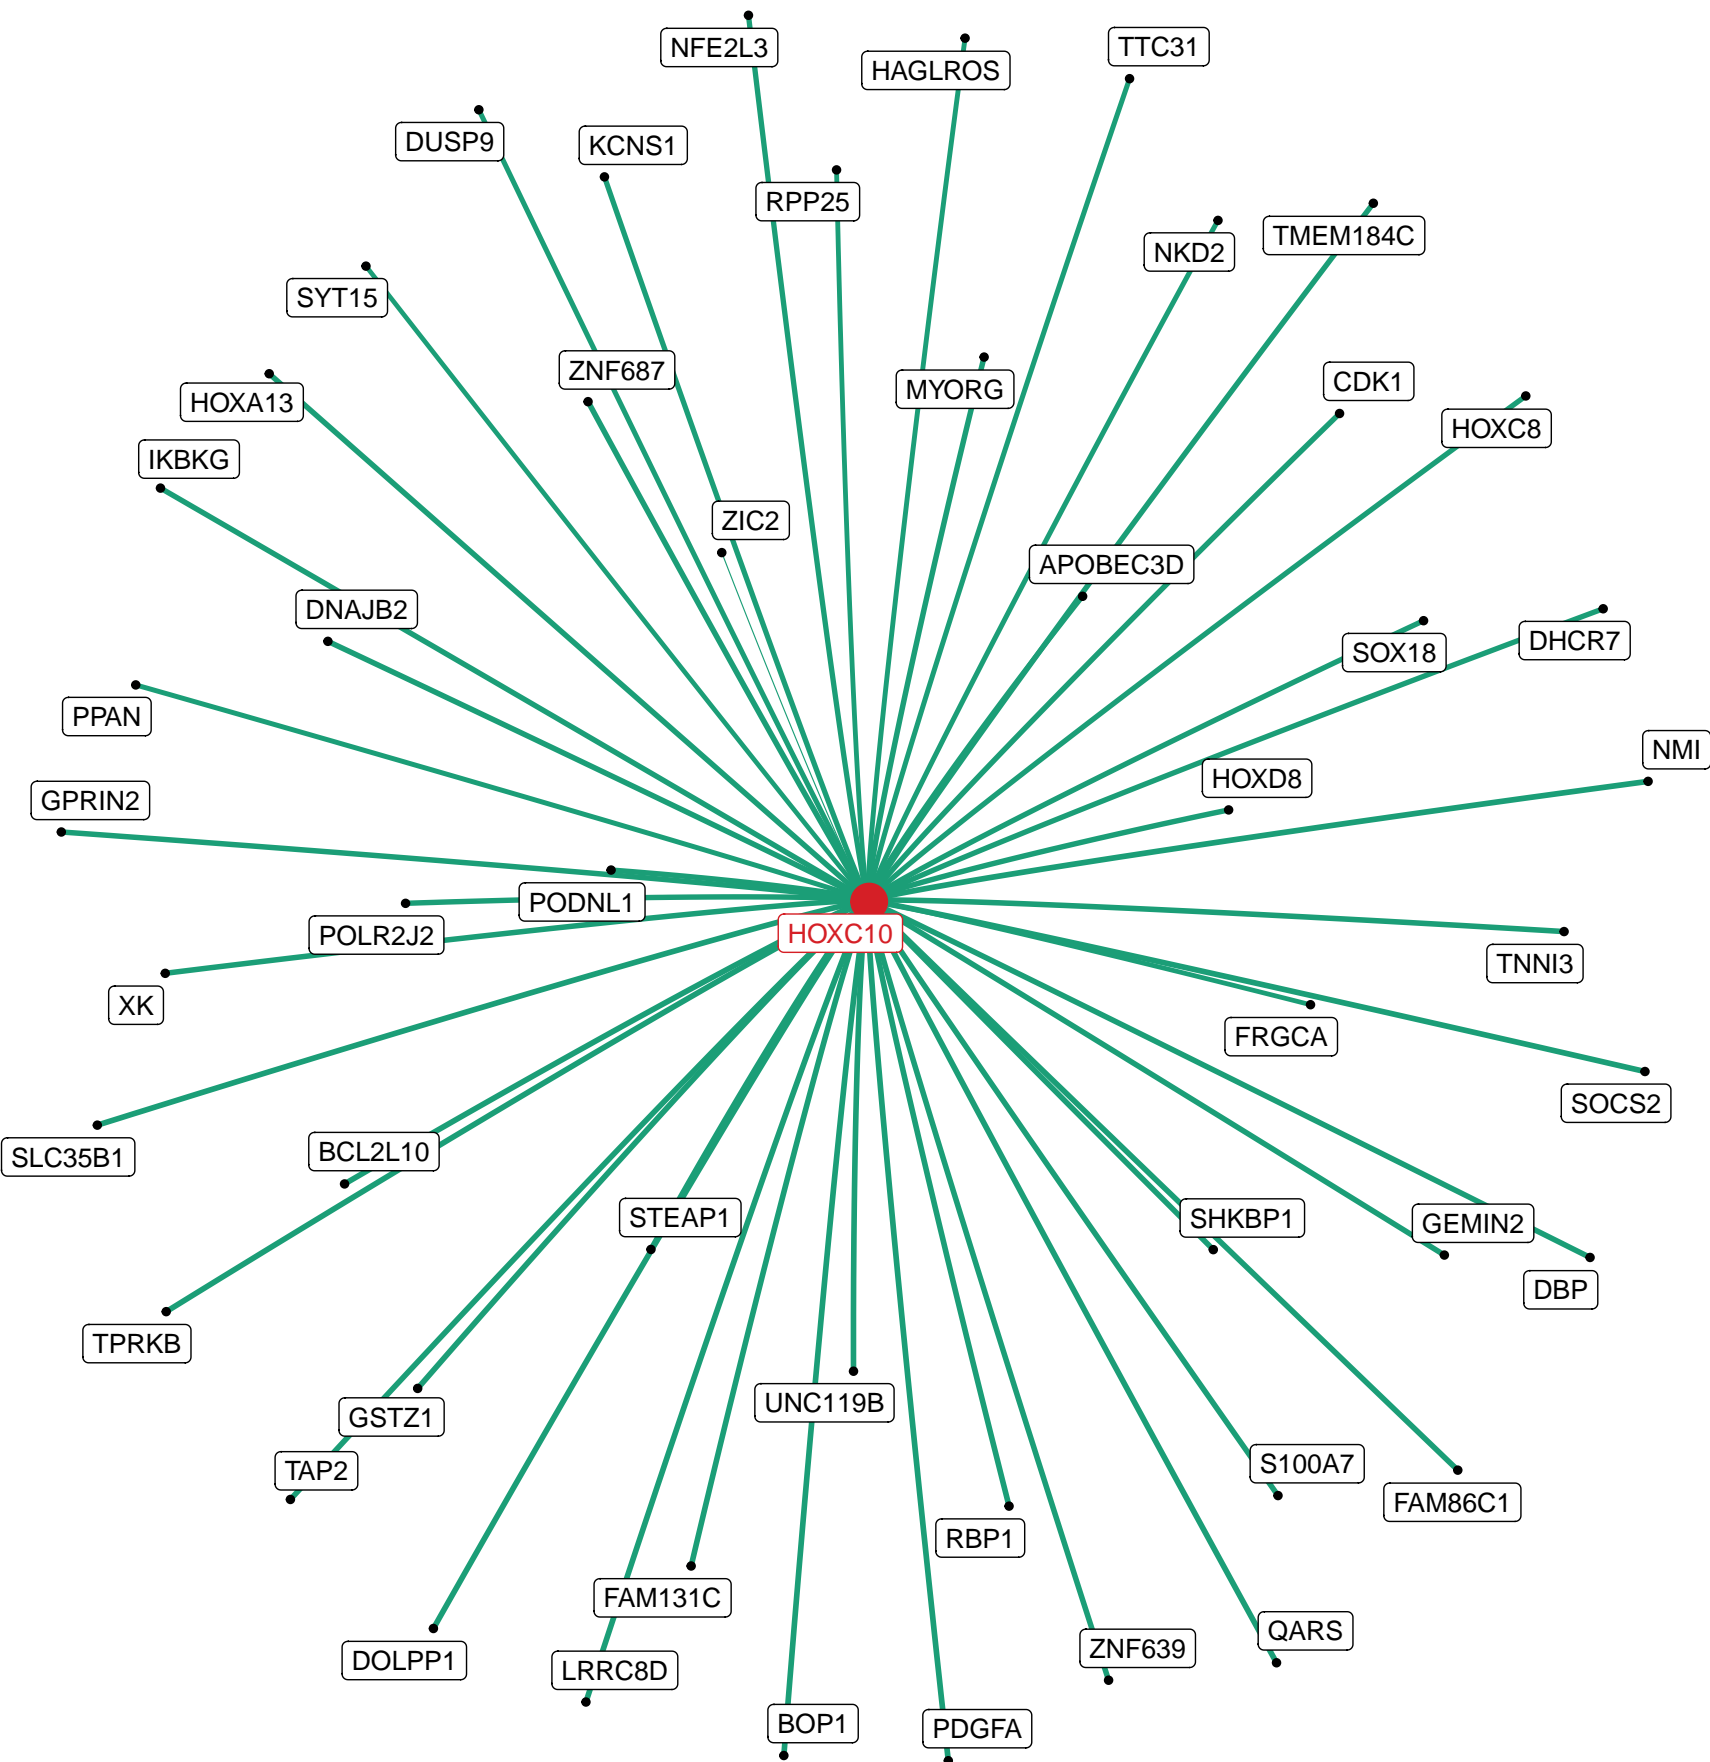 NFE2L3
HAGLROS
TTC31
DUSP9
KCNS1
RPP25
NKD2
TMEM184C
SYT15
ZNF687
MYORG
CDK1
HOXA13
HOXC8
IKBKG
ZIC2
APOBEC3D
DNAJB2
SOX18
DHCR7
PPAN
NMI
HOXD8
GPRIN2
PODNL1
POLR2J2
HOXC10
TNNI3
XK
FRGCA
SOCS2
BCL2L10
SLC35B1
STEAP1
SHKBP1
GEMIN2
DBP
TPRKB
UNC119B
GSTZ1
TAP2
S100A7
FAM86C1
RBP1
FAM131C
QARS
ZNF639
DOLPP1
LRRC8D
BOP1
PDGFA